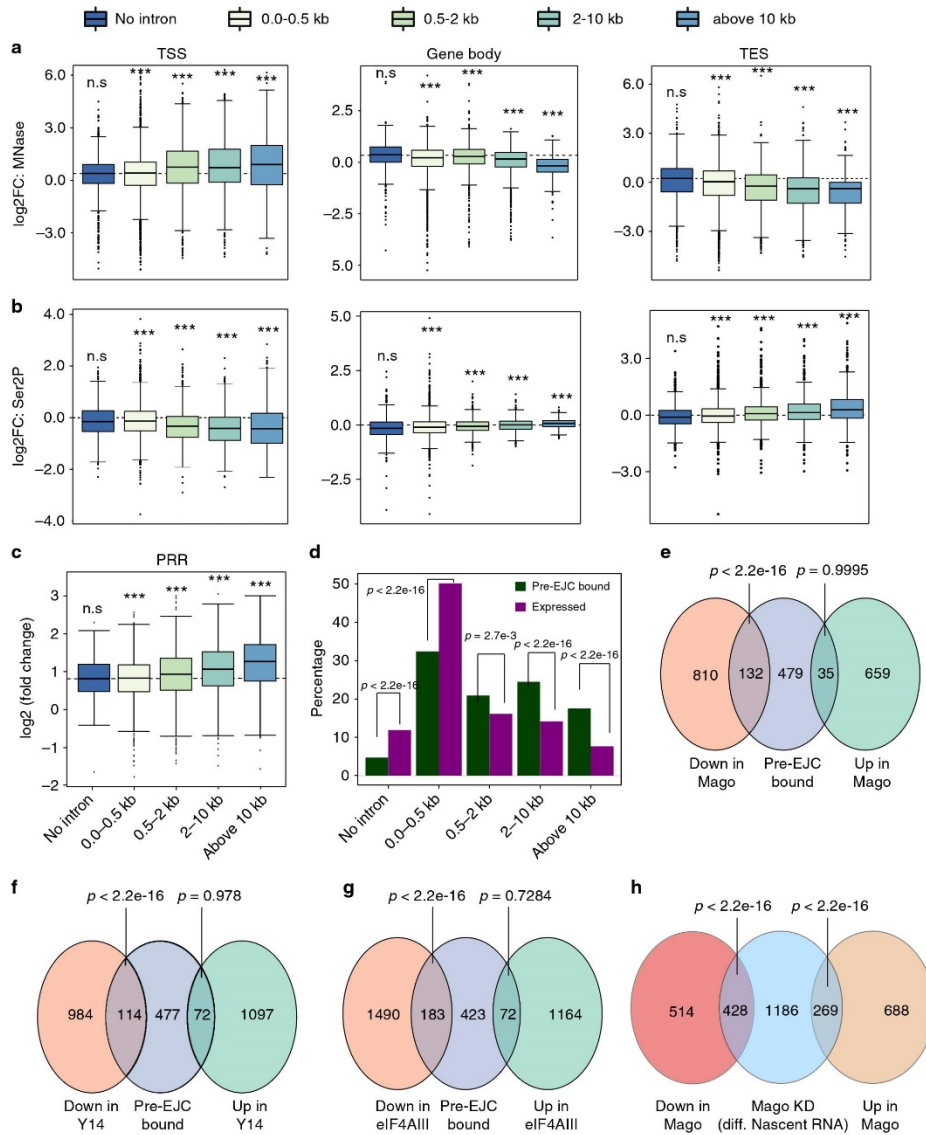 No intron 0.0-0.5 kb 0.5-2 kb 2-10 kb above 10 kb
a
TSS Gene body TES
log2FC: MNase
6.0
3.0
0.0
−3.0
n.s *** *** *** ***
2.5
0.0
2.5
5.0
n.s *** *** *** ***
6.0
3.0
0.0
−3.0
n.s *** *** *** ***
b
log2FC: Ser2P
4.0
2.0
−0.0
−2.0
−4.0
n.s *** *** *** ***
5.0
2.5
0.0
−2.5
n.s *** *** *** ***
3.0
−0.0
−3.0
n.s *** *** *** ***
c
PRR
log2 (fold change)
3
2
1
0
−1
−2
n.s *** *** *** ***
No intron
0.0–0.5 kb
0.5–2 kb
2–10 kb
Above 10 kb
d
Percentage
50
40
30
20
10
0
Pre-EJC bound
Expressed
p < 2.2e-16
p < 2.2e-16
p = 2.7e-3
p < 2.2e-16
p < 2.2e-16
No intron
0.0–0.5 kb
0.5–2 kb
2–10 kb
Above 10 kb
e
p < 2.2e-16 p = 0.9995
810 132 479 35 659
Down in Mago
Pre-EJC bound
Up in Mago
f
p < 2.2e-16 p = 0.978
984 114 477 72 1097
Down in Y14
Pre-EJC bound
Up in Y14
g
p < 2.2e-16 p = 0.7284
1490 183 423 72 1164
Down in eIF4AIII
Pre-EJC bound
Up in eIF4AIII
h
p < 2.2e-16 p < 2.2e-16
514 428 1186 269 688
Down in Mago
Mago KD
(diff. Nascent RNA)
Up in Mago